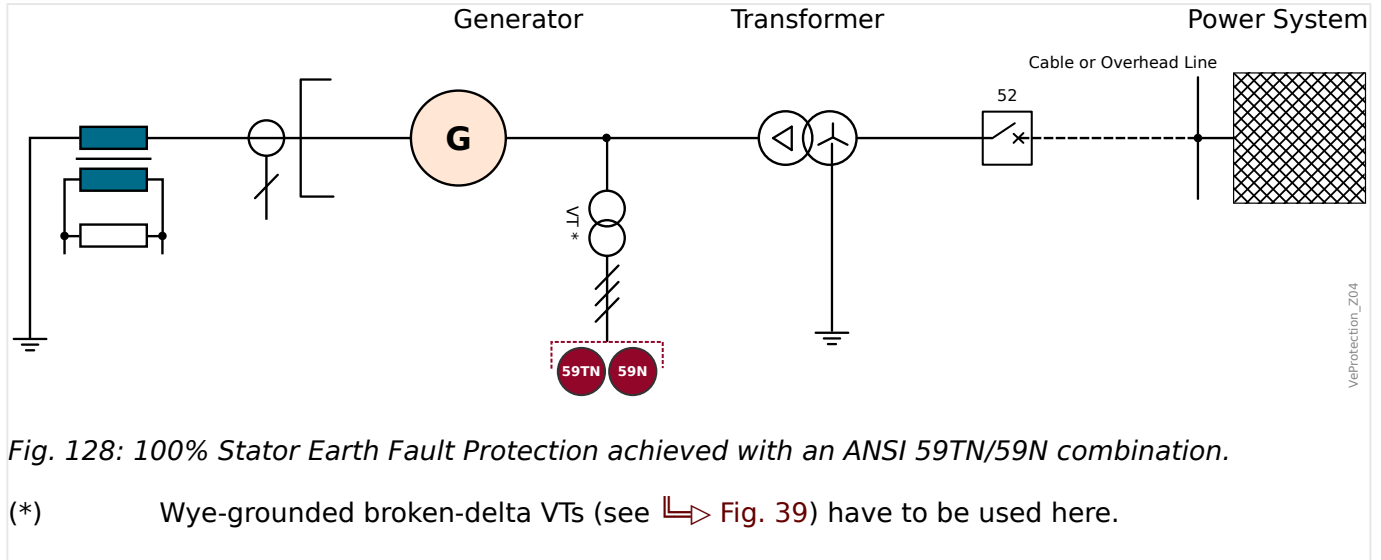 Generator Transformer Power System
Cable or Overhead Line
52
G
VT *
59TN 59N
VeProtection_Z04
Fig. 128: 100% Stator Earth Fault Protection achieved with an ANSI 59TN/59N combination.
(*) Wye-grounded broken-delta VTs (see Fig. 39) have to be used here.